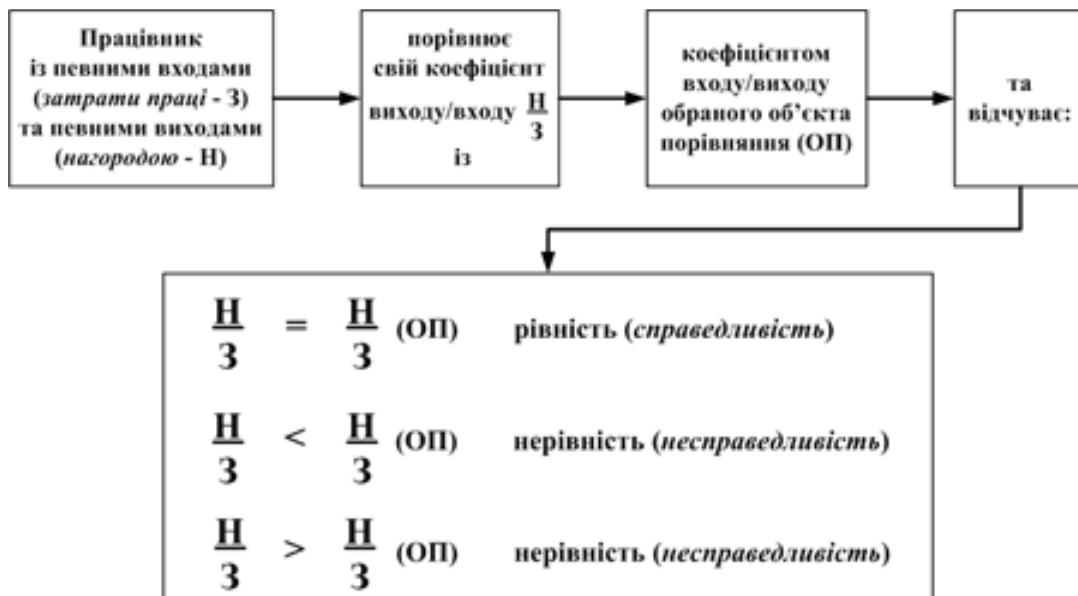 Працівник
із певними входами
(затрати праці - З)
та певними виходами
(нагородою - Н)
порівнює
свій коефіцієнт
виходу/входу Н/З
із
коефіцієнтом
входу/виходу
обраного об’єкта
порівняння (ОП)
та
відчуває:
Н/З = Н/З (ОП) рівність (справедливість)
Н/З < Н/З (ОП) нерівність (несправедливість)
Н/З > Н/З (ОП) нерівність (несправедливість)